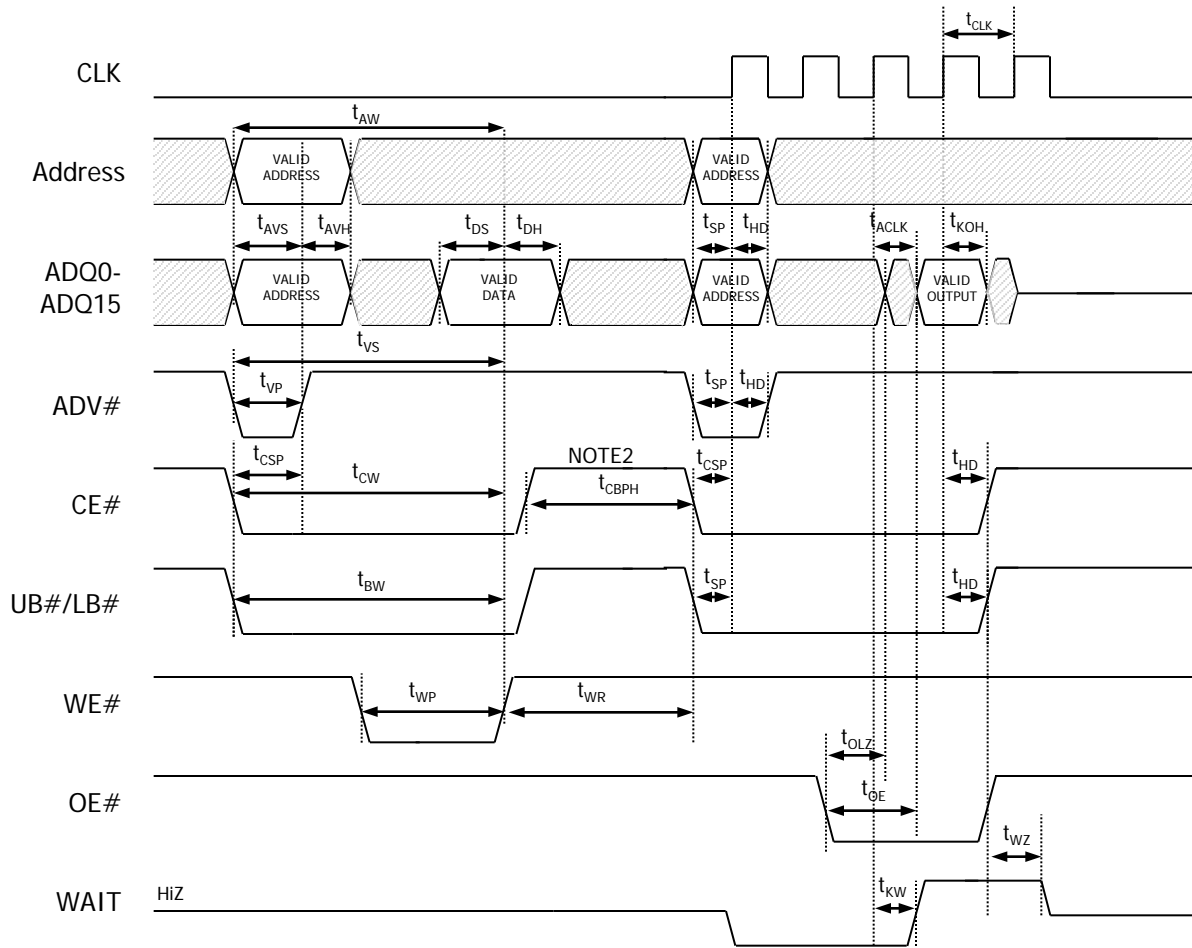 tCLK
CLK
tAW
Address
VALID ADDRESS
VALID ADDRESS
tAVS
tAVH
tDS
tDH
tSP
tHD
tACLK
tKOH
ADQ0-
ADQ15
VALID ADDRESS
VALID DATA
VALID ADDRESS
VALID OUTPUT
tVS
ADV#
tVP
tSP
tHD
tCSP
NOTE2
CE#
tCW
tCBPH
tCSP
tHD
UB#/LB#
tBW
tSP
tHD
WE#
tWP
tWR
tOLZ
OE#
tOE
tWZ
WAIT
HiZ
tKW